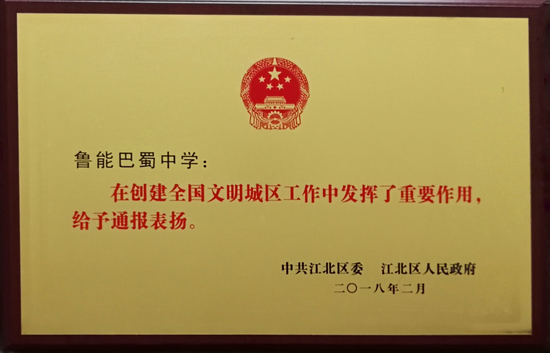 鲁能巴蜀中学：
在创建全国文明城区工作中发挥了重要作用，
给予通报表扬。
中共江北区委　江北区人民政府
二〇一八年二月